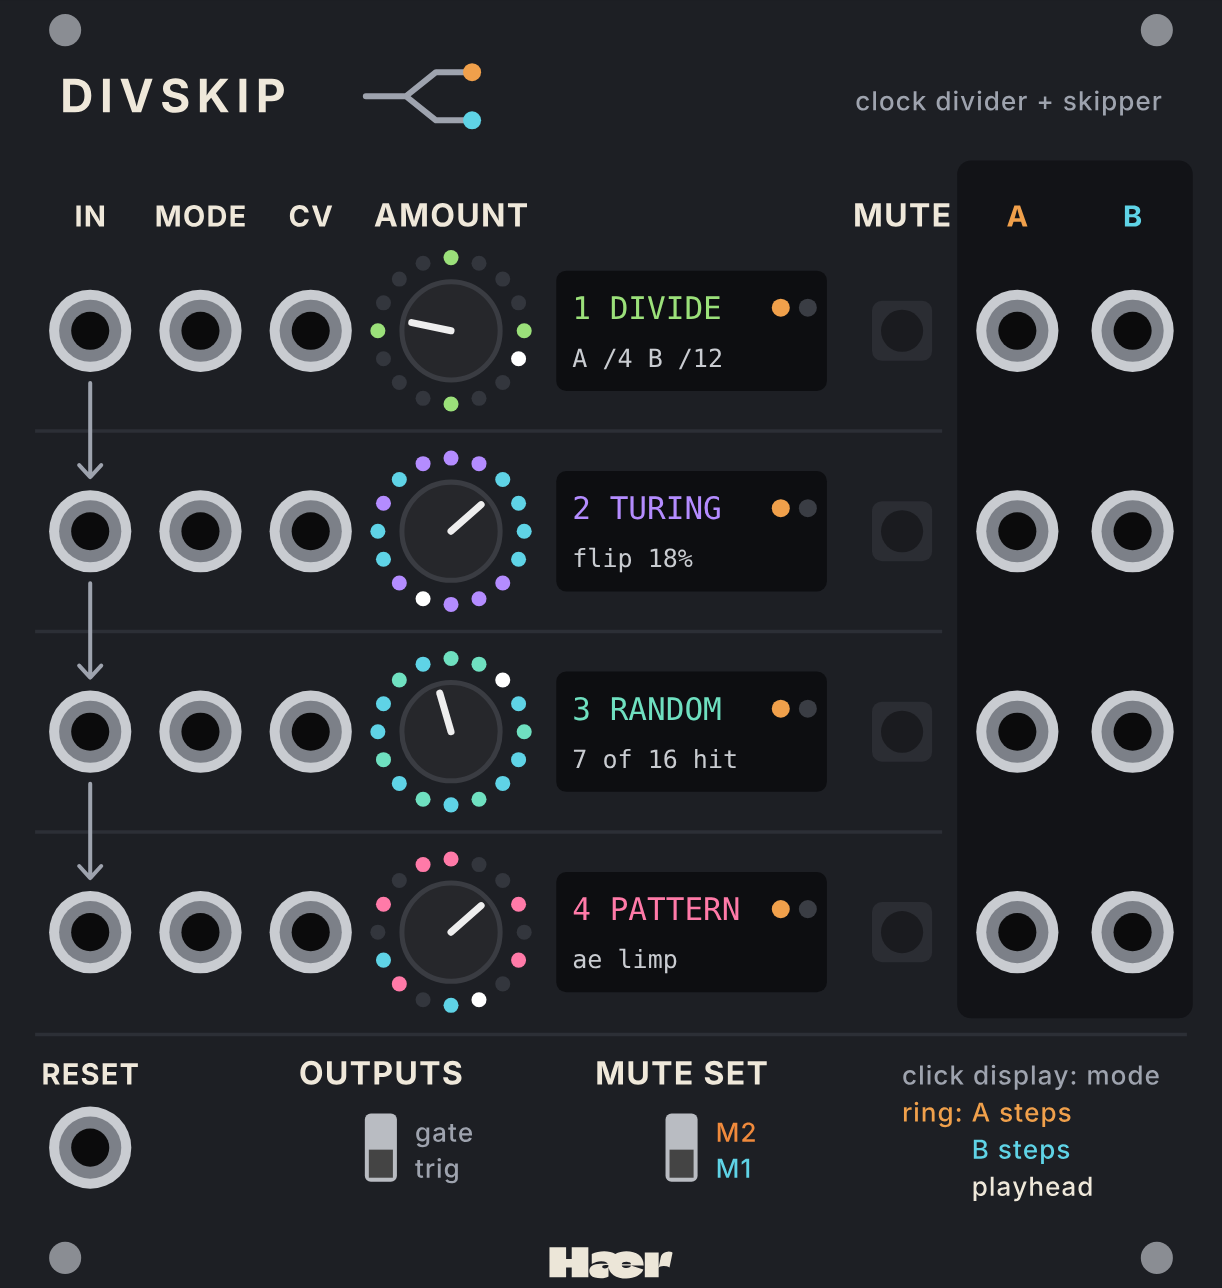 DIVSKIP
clock divider + skipper
IN MODE CV AMOUNT MUTE A B
1 DIVIDE
A /4 B /12
2 TURING
flip 18%
3 RANDOM
7 of 16 hit
4 PATTERN
ae limp
RESET OUTPUTS MUTE SET
gate
trig
M2
M1
click display: mode
ring: A steps
B steps
playhead
Haer